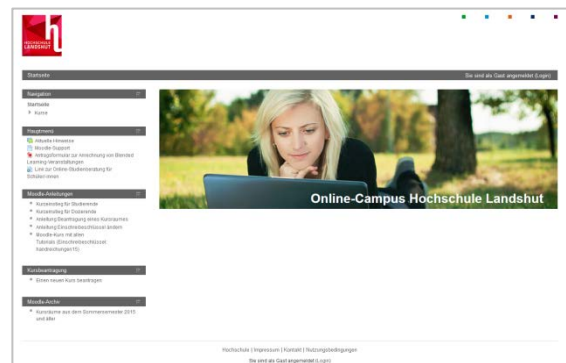 HOCHSCHULE
LANDSHUT
Startseite
Sie sind als Gast angemeldet (Login)
Navigation
Startseite
Kurse
Online-Campus Hochschule Landshut
Hauptmenü
Aktuelle Hinweise
Moodle-Support
Antragsformular zur Anrechnung von Blended
Learning-Veranstaltungen
Link zur Online-Studienberatung für
Schüler/-innen
Moodle-Anleitungen
Kurseinstieg für Studierende
Kurseinstieg für Dozierende
Anleitung Beantragung eines Kursraumes
Anleitung Einschreibeschlüssel ändern
Moodle-Kurs mit allen
Tutorials (Einschreibeschlüssel:
Kursbeantragung
Einen neuen Kurs beantragen
Moodle-Archiv
Kursräume aus dem Sommersemester 2015
und älter
Hochschule | Impressum | Kontakt | Nutzungsbedingungen
Sie sind als Gast angemeldet (Login)